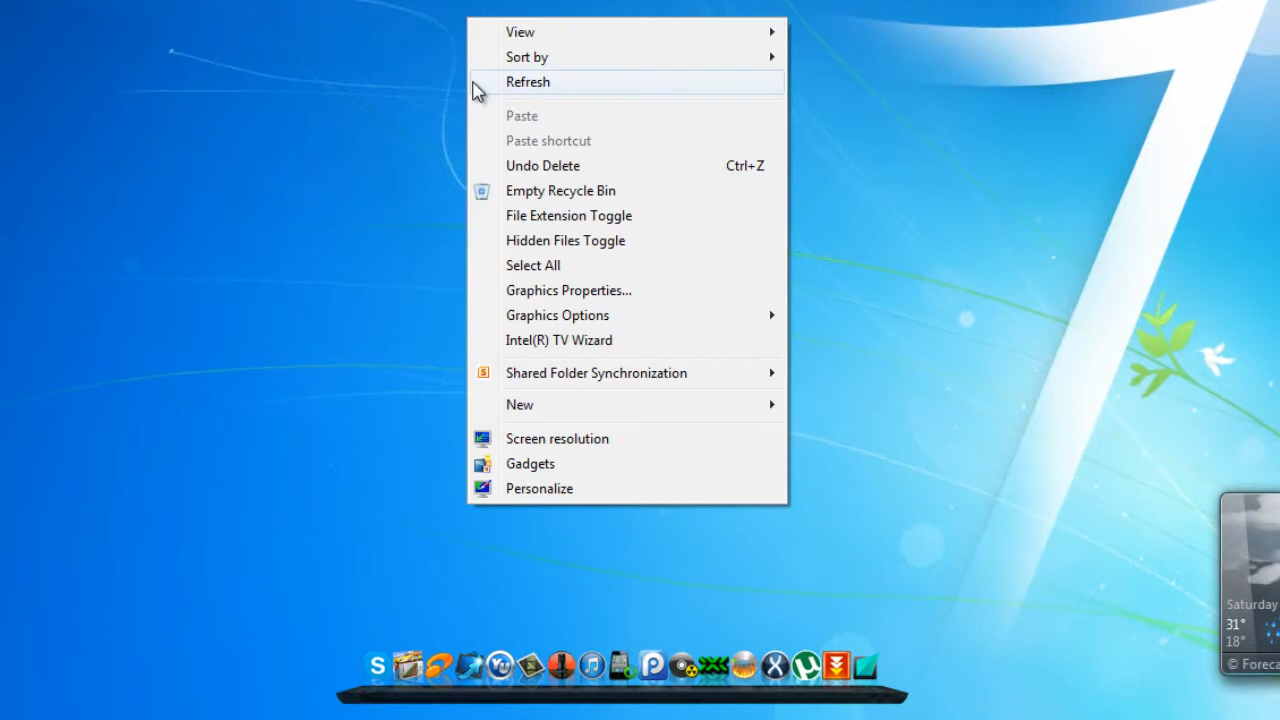 View
Sort by
Refresh
Paste
Paste shortcut
Undo Delete Ctrl+Z
Empty Recycle Bin
File Extension Toggle
Hidden Files Toggle
Select All
Graphics Properties...
Graphics Options
Intel(R) TV Wizard
Shared Folder Synchronization
New
Screen resolution
Gadgets
Personalize
Saturday
31°
18°
© Foreca